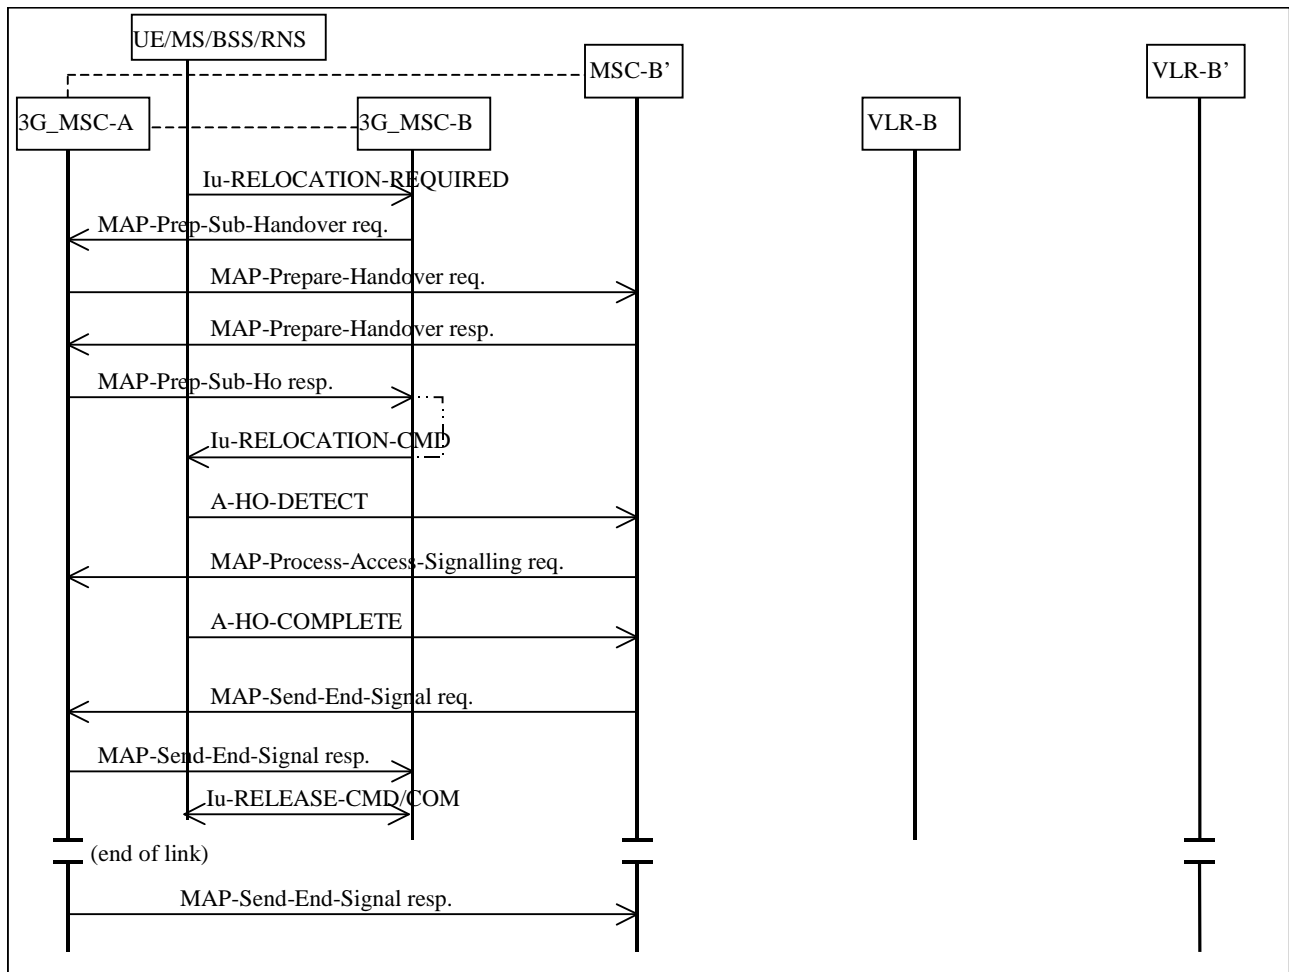 UE/MS/BSS/RNS
MSC-B’
VLR-B’
3G_MSC-A
3G_MSC-B
VLR-B
Iu-RELOCATION-REQUIRED
MAP-Prep-Sub-Handover req.
MAP-Prepare-Handover req.
MAP-Prepare-Handover resp.
MAP-Prep-Sub-Ho resp.
Iu-RELOCATION-CMD
A-HO-DETECT
MAP-Process-Access-Signalling req.
A-HO-COMPLETE
MAP-Send-End-Signal req.
MAP-Send-End-Signal resp.
Iu-RELEASE-CMD/COM
(end of link)
MAP-Send-End-Signal resp.